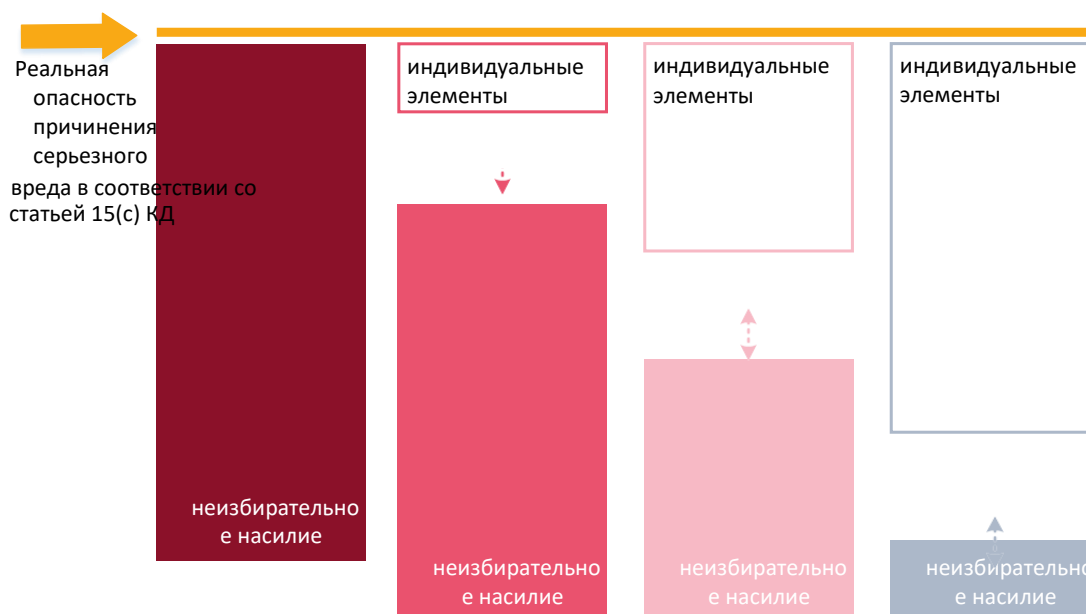 Реальная
опасность
причинения
серьезного
вреда в соответствии со
статьей 15(c) КД
индивидуальные
элементы
индивидуальные
элементы
индивидуальные
элементы
неизбирательно
е насилие
неизбирательно
е насилие
неизбирательно
е насилие
неизбирательно
е насилие